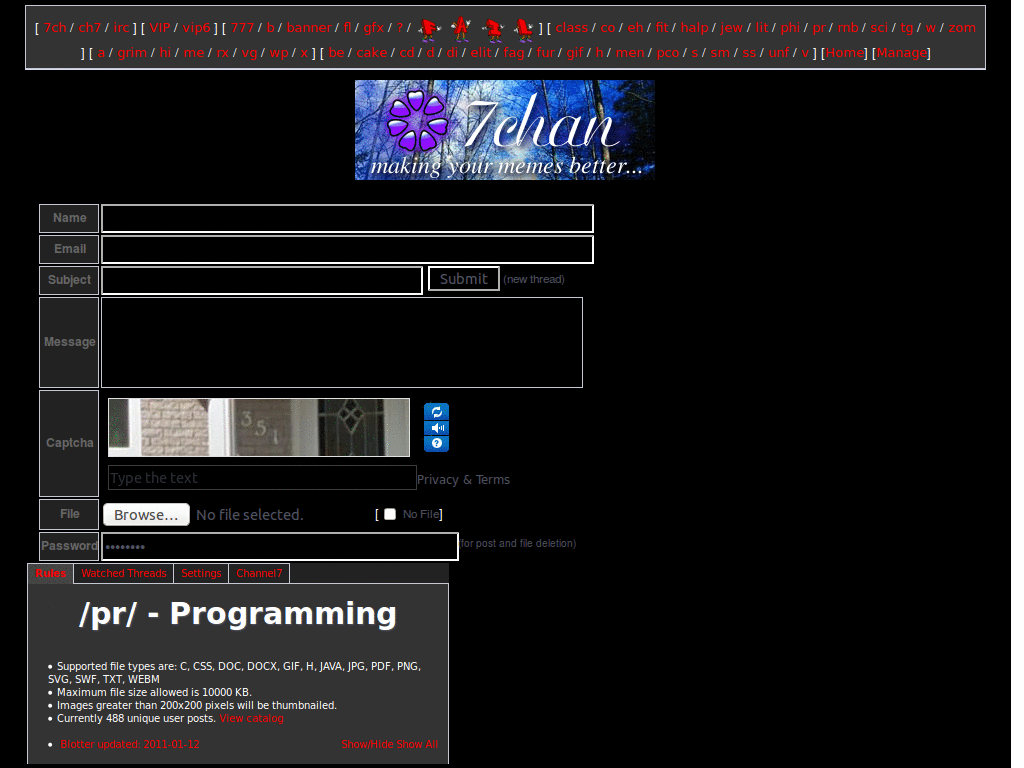 [ 7ch / ch7 / irc ] [ VIP / vip6 ] [ 777 / b / banner / fl / gfx / ? / ] [ class / co / eh / fit / halp / jew / lit / phi / pr / rnb / sci / tg / w / zom
] [ a / grim / hi / me / rx / vg / wp / x ] [ be / cake / cd / d / di / elit / fag / fur / gif / h / men / pco / s / sm / ss / unf / v ] [Home] [Manage]
7chan
making your memes better...
Name
Email
Subject Submit (new thread)
Message
351
Captcha
Type the text Privacy & Terms
File Browse... No file selected. [ No File]
Password •••••••• (for post and file deletion)
Rules Watched Threads Settings Channel7
/pr/ - Programming
• Supported file types are: C, CSS, DOC, DOCX, GIF, H, JAVA, JPG, PDF, PNG,
SVG, SWF, TXT, WEBM
• Maximum file size allowed is 10000 KB.
• Images greater than 200x200 pixels will be thumbnailed.
• Currently 488 unique user posts. View catalog
• Blotter updated: 2011-01-12 Show/Hide Show All